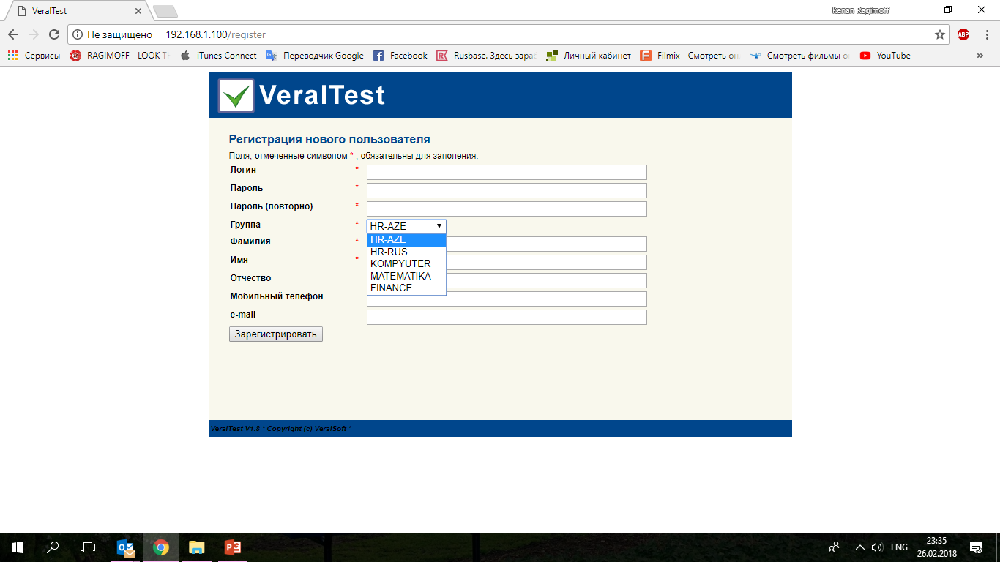 VeralTest
Kenan Ragimoff
Не защищено 192.168.1.100/register
ABP
Сервисы RAGIMOFF - LOOK iTunes Connect Переводчик Google Facebook Rusbase. Здесь Личный кабинет Filmix - Смотреть Смотреть фильмы YouTube »
VeralTest
Регистрация нового пользователя
Поля, отмеченные символом * , обязательны для заполения.
Логин *
Пароль *
Пароль (повторно) *
Группа * HR-AZE
HR-AZE
Фамилия *
HR-RUS
Имя *
KOMPYUTER
MATEMATİKA
Отчество
FINANCE
Мобильный телефон
e-mail
Зарегистрировать
VeralTest V1.8 * Copyright (c) VeralSoft *
ENG
23:35
26.02.2018